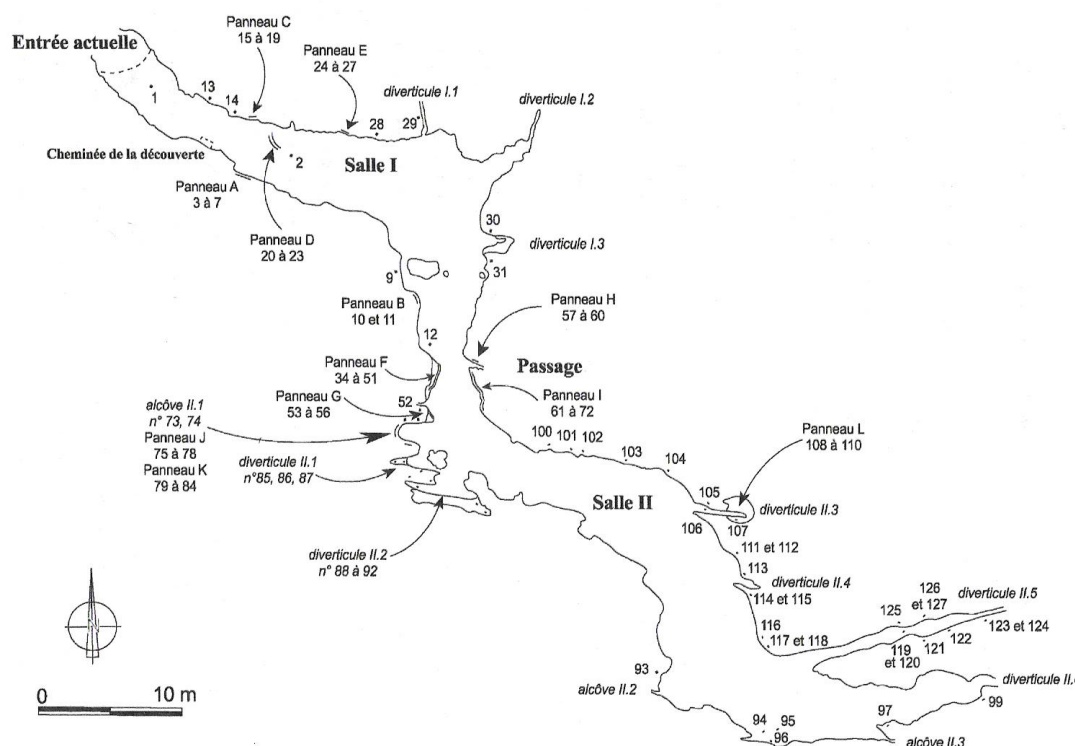 Entrée actuelle
Panneau C
15 à 19
Panneau E
24 à 27
diverticule I.1
diverticule I.2
1
13
14
28
29
Cheminée de la découverte
2
Salle I
Panneau A
3 à 7
Panneau D
20 à 23
30
diverticule I.3
31
9
Panneau B
10 et 11
Panneau H
57 à 60
12
Passage
Panneau F
34 à 51
Panneau I
61 à 72
Panneau G
53 à 56
52
alcôve II.1
n° 73, 74
Panneau J
75 à 78
Panneau K
79 à 84
diverticule II.1
n°85, 86, 87
100
101
102
103
104
Panneau L
108 à 110
Salle II
105
106
107
diverticule II.3
diverticule II.2
n° 88 à 92
111 et 112
113
diverticule II.4
114 et 115
116
117 et 118
125
126
et 127
diverticule II.5
123 et 124
122
121
119
et 120
N
0
10 m
93
alcôve II.2
94
95
96
97
99
alcôve II.3